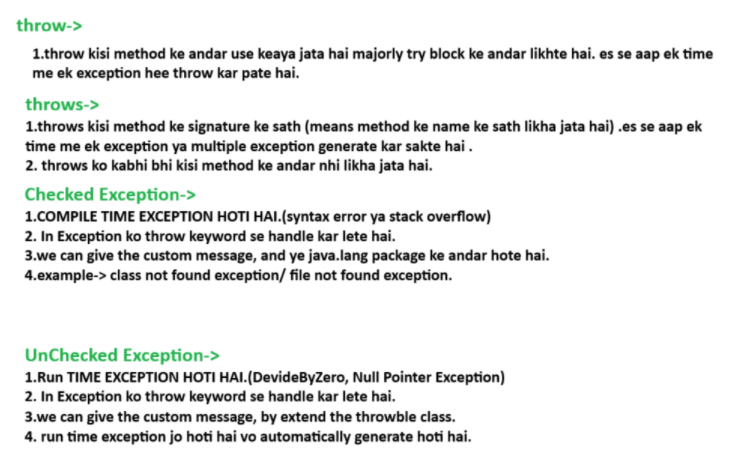 throw->
1.throw kisi method ke andar use keaya jata hai majorly try block ke andar likhte hai. es se aap ek time
me ek exception hee throw kar pate hai.
throws->
1.throws kisi method ke signature ke sath (means method ke name ke sath likha jata hai) .es se aap ek
time me ek exception ya multiple exception generate kar sakte hai .
2. throws ko kabhi bhi kisi method ke andar nhi likha jata hai.
Checked Exception->
1.COMPILE TIME EXCEPTION HOTI HAI.(syntax error ya stack overflow)
2. In Exception ko throw keyword se handle kar lete hai.
3.we can give the custom message, and ye java.lang package ke andar hote hai.
4.example-> class not found exception/ file not found exception.
UnChecked Exception->
1.Run TIME EXCEPTION HOTI HAI.(DevideByZero, Null Pointer Exception)
2. In Exception ko throw keyword se handle kar lete hai.
3.we can give the custom message, by extend the throwble class.
4. run time exception jo hoti hai vo automatically generate hoti hai.